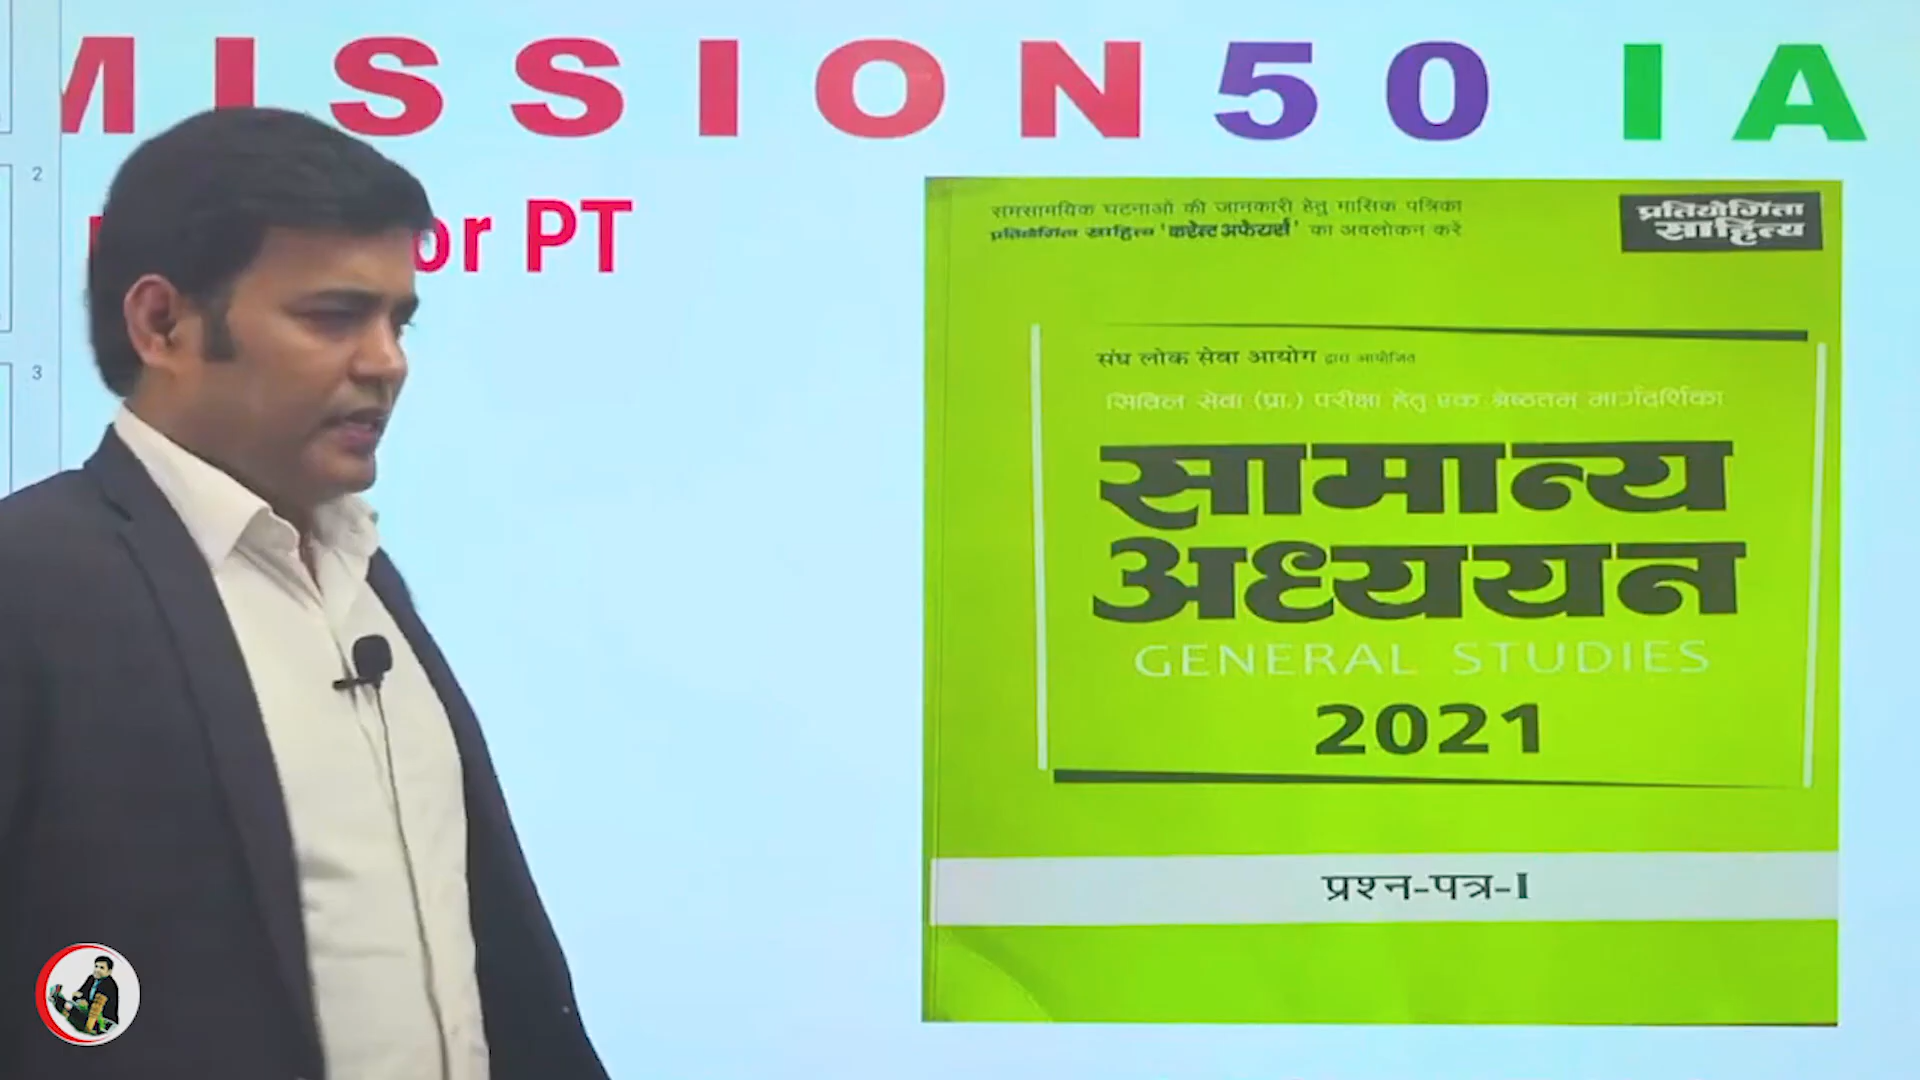 MISSION 50 IA
or PT
2
3
समसामयिक घटनाओं की जानकारी हेतु मासिक पत्रिका
प्रतियोगिता साहित्य 'करेन्ट अफेयर्स' का अवलोकन करें
प्रतियोगिता
साहित्य
संघ लोक सेवा आयोग द्वारा आयोजित
सिविल सेवा (प्रा.) परीक्षा हेतु एक श्रेष्ठतम मार्गदर्शिका
सामान्य
अध्ययन
GENERAL STUDIES
2021
प्रश्न-पत्र-I